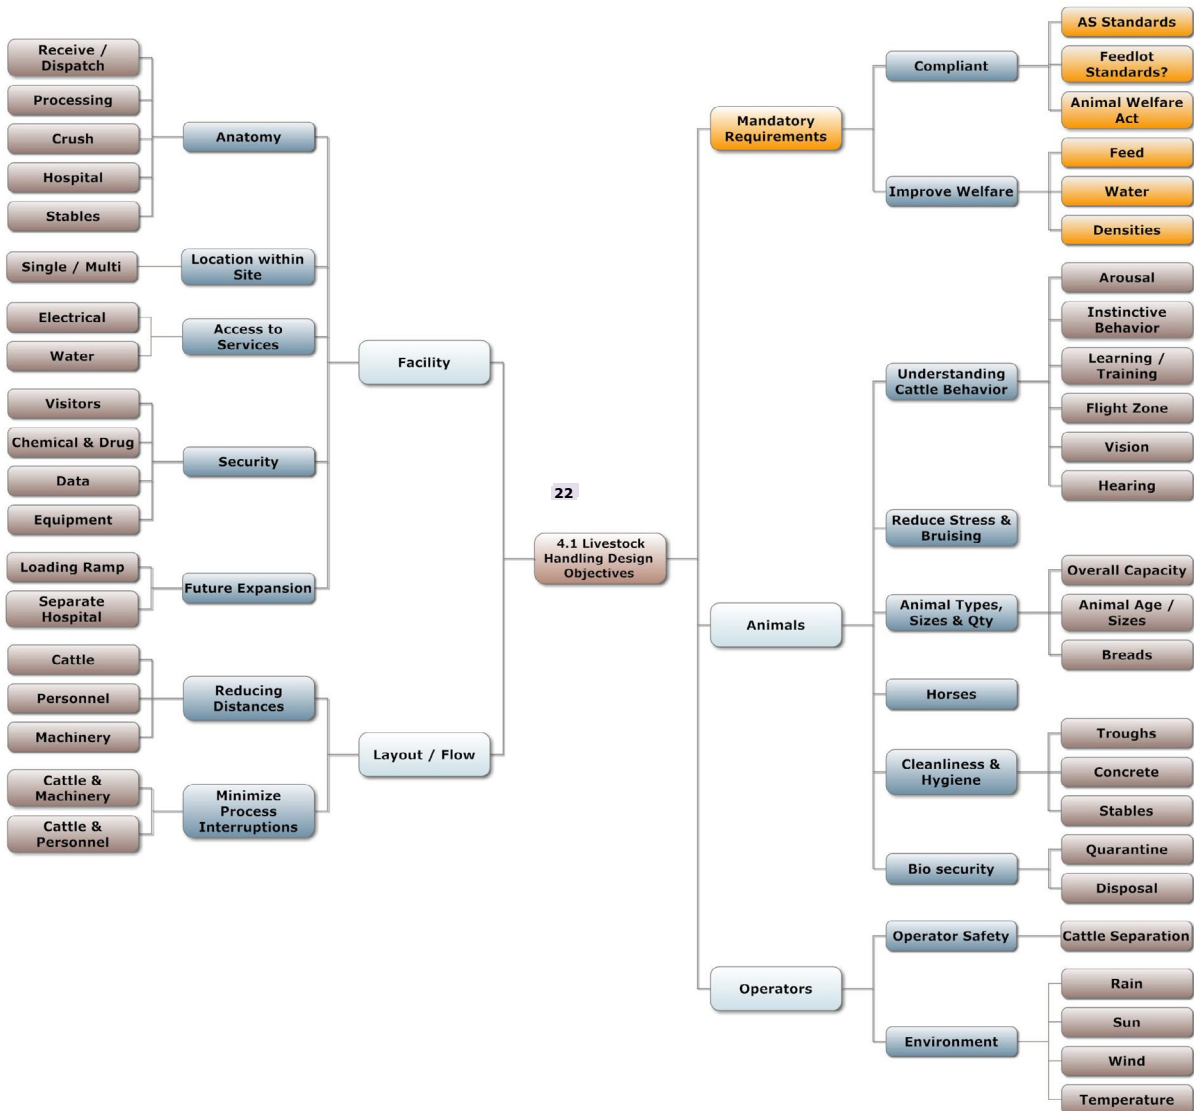 Receive /
Dispatch
Processing
Crush
Hospital
Stables
Anatomy
Single / Multi
Location within
Site
Electrical
Water
Access to
Services
Visitors
Chemical & Drug
Data
Equipment
Security
Loading Ramp
Separate
Hospital
Future Expansion
Facility
Cattle
Personnel
Machinery
Reducing
Distances
Cattle &
Machinery
Cattle &
Personnel
Minimize
Process
Interruptions
Layout / Flow
22
4.1 Livestock
Handling Design
Objectives
Mandatory
Requirements
Compliant
AS Standards
Feedlot
Standards?
Animal Welfare
Act
Improve Welfare
Feed
Water
Densities
Animals
Understanding
Cattle Behavior
Arousal
Instinctive
Behavior
Learning /
Training
Flight Zone
Vision
Hearing
Reduce Stress &
Bruising
Animal Types,
Sizes & Qty
Overall Capacity
Animal Age /
Sizes
Breads
Horses
Cleanliness &
Hygiene
Troughs
Concrete
Stables
Bio security
Quarantine
Disposal
Operators
Operator Safety
Cattle Separation
Environment
Rain
Sun
Wind
Temperature